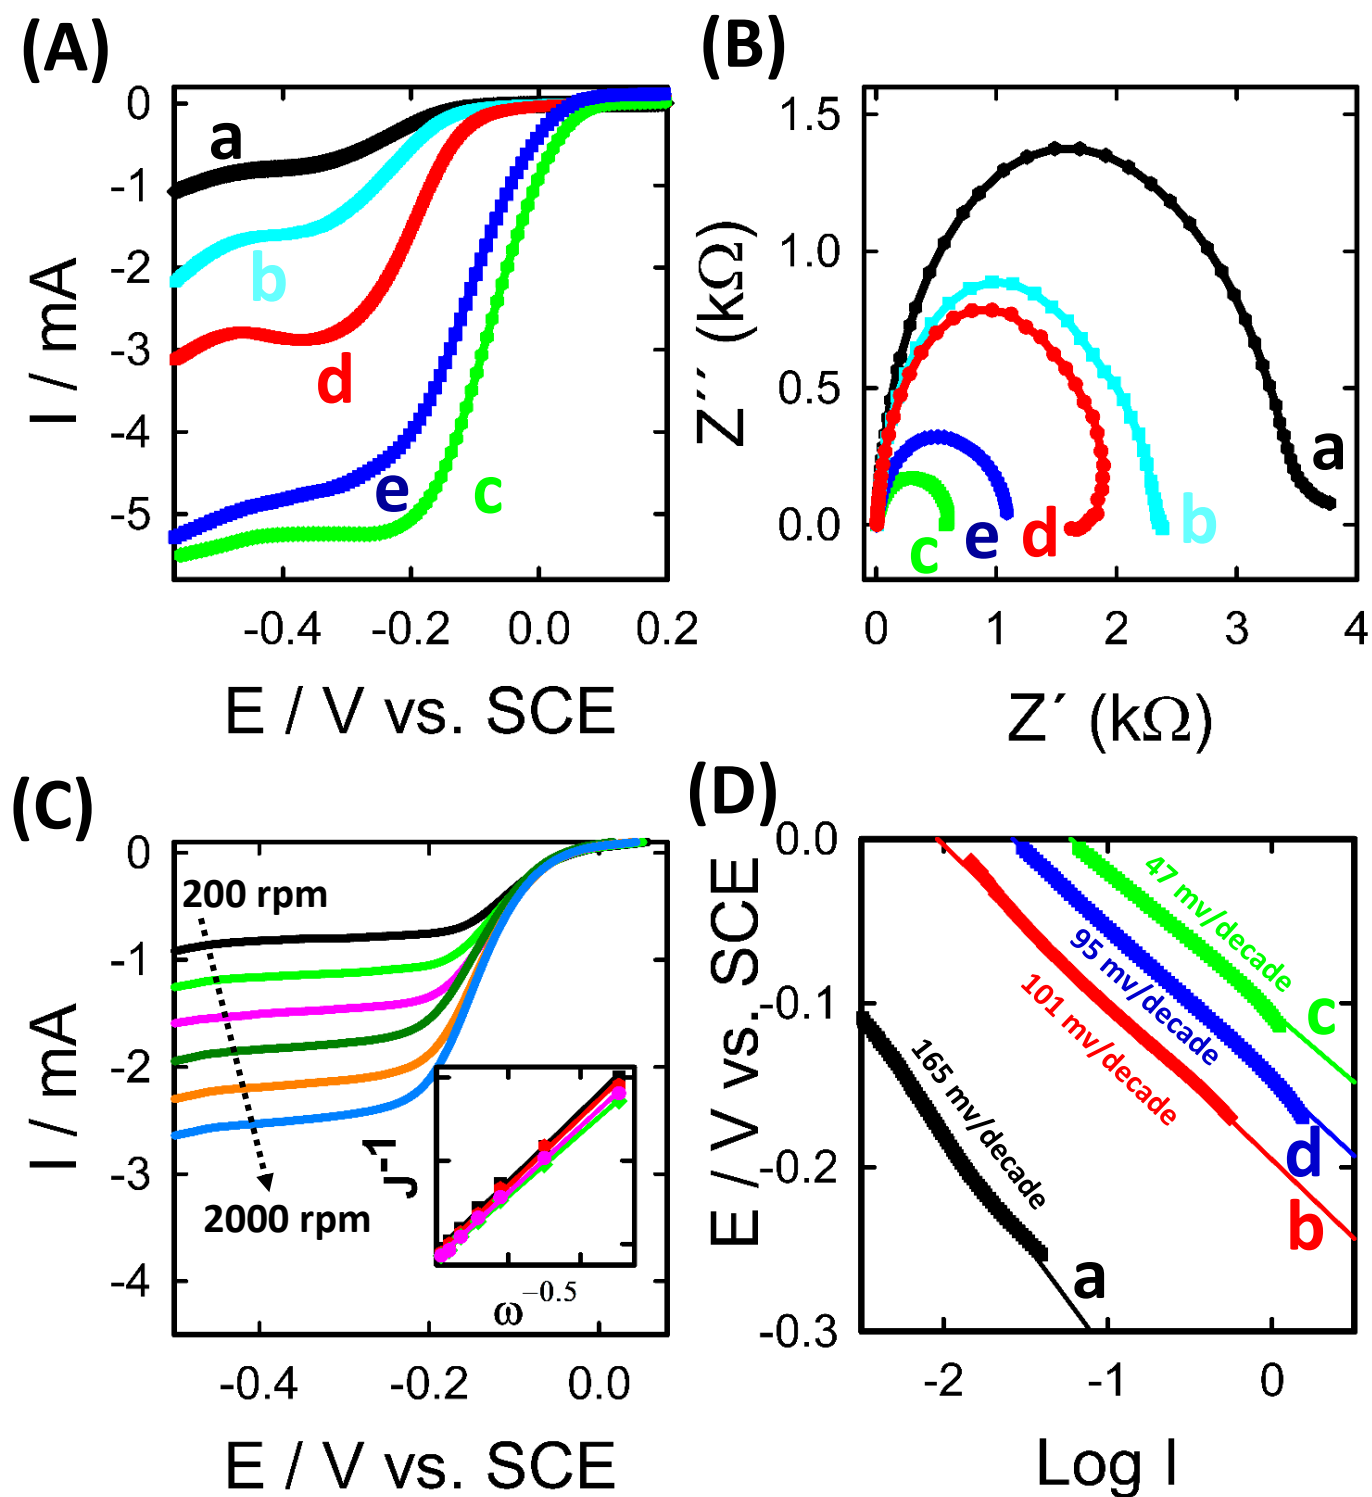 (A)
0
-1
-2
-3
-4
-5
I / mA
a
b
d
e
c
-0.4
-0.2
0.0
0.2
E / V vs. SCE
(B)
1.5
1.0
0.5
0.0
Z´´ (kΩ)
a
b
d
e
c
0
1
2
3
4
Z´ (kΩ)
(C)
0
-1
-2
-3
-4
I / mA
200 rpm
2000 rpm
J-1
ω−0.5
-0.4
-0.2
0.0
E / V vs. SCE
(D)
0.0
-0.1
-0.2
-0.3
E / V vs. SCE
47 mv/decade
95 mv/decade
101 mv/decade
165 mv/decade
c
d
b
a
-2
-1
0
Log I